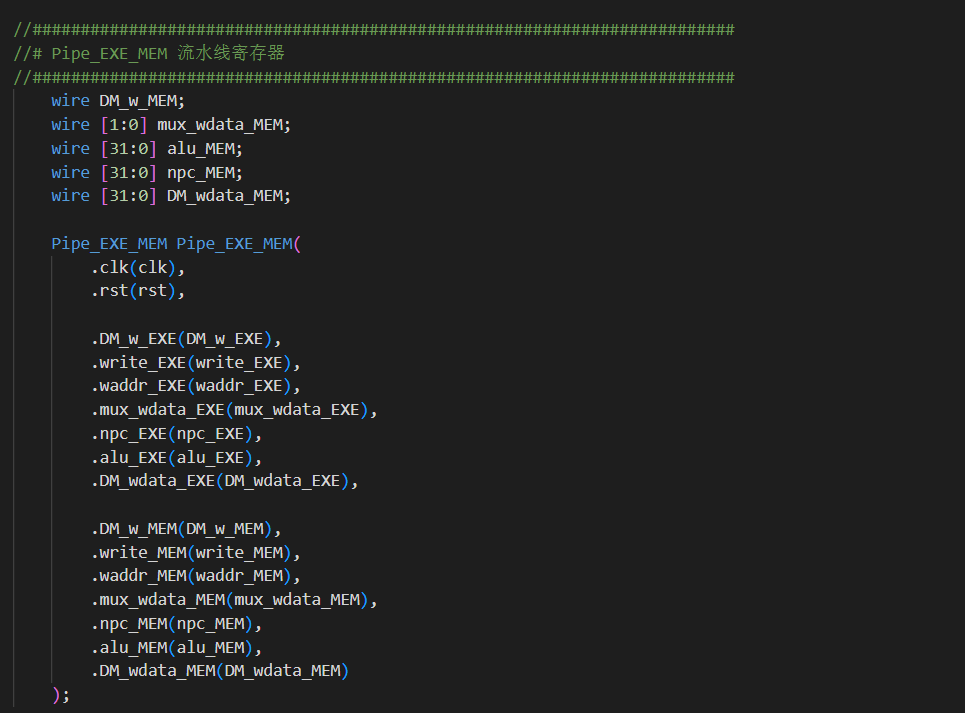 //#########################################################################
//# Pipe_EXE_MEM 流水线寄存器
//#########################################################################
wire DM_w_MEM;
wire [1:0] mux_wdata_MEM;
wire [31:0] alu_MEM;
wire [31:0] npc_MEM;
wire [31:0] DM_wdata_MEM;
Pipe_EXE_MEM Pipe_EXE_MEM(
.clk(clk),
.rst(rst),
.DM_w_EXE(DM_w_EXE),
.write_EXE(write_EXE),
.waddr_EXE(waddr_EXE),
.mux_wdata_EXE(mux_wdata_EXE),
.npc_EXE(npc_EXE),
.alu_EXE(alu_EXE),
.DM_wdata_EXE(DM_wdata_EXE),
.DM_w_MEM(DM_w_MEM),
.write_MEM(write_MEM),
.waddr_MEM(waddr_MEM),
.mux_wdata_MEM(mux_wdata_MEM),
.npc_MEM(npc_MEM),
.alu_MEM(alu_MEM),
.DM_wdata_MEM(DM_wdata_MEM)
);